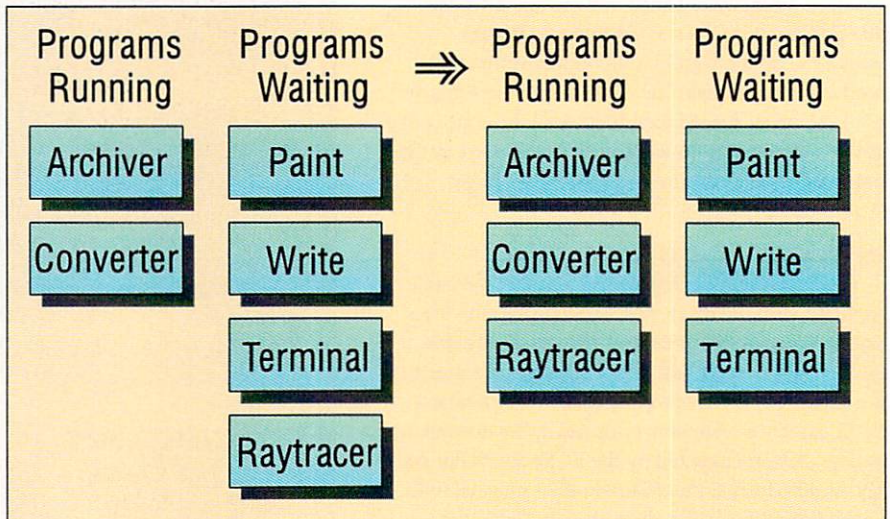 Programs
Running
Archiver
Converter
Programs
Waiting
Paint
Write
Terminal
Raytracer
⇒
Programs
Running
Archiver
Converter
Raytracer
Programs
Waiting
Paint
Write
Terminal